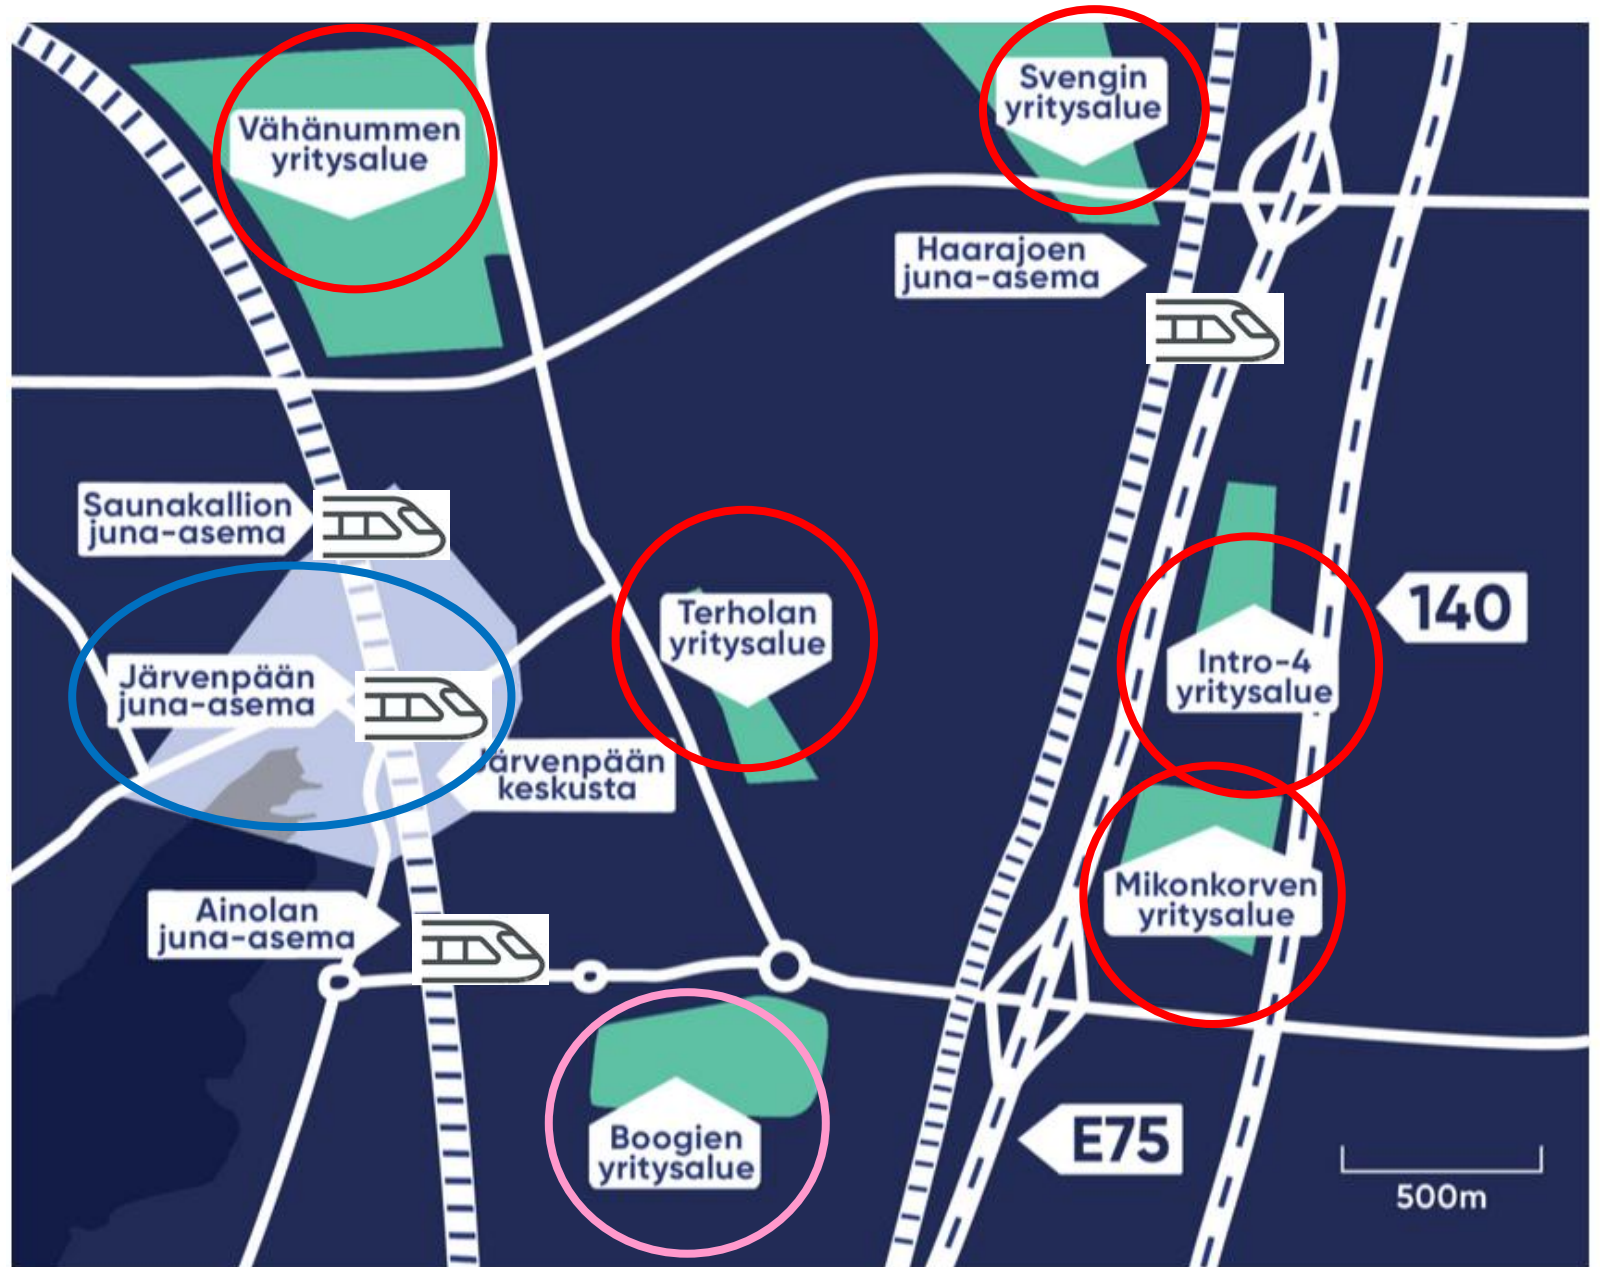 Svengin
yritysalue
Vähänummen
yritysalue
Haarajoen
juna-asema
Saunakallion
juna-asema
140
Terholan
yritysalue
Intro-4
yritysalue
Järvenpään
juna-asema
Järvenpään
keskusta
Mikonkorven
yritysalue
Ainolan
juna-asema
Boogien
yritysalue
E75
500m